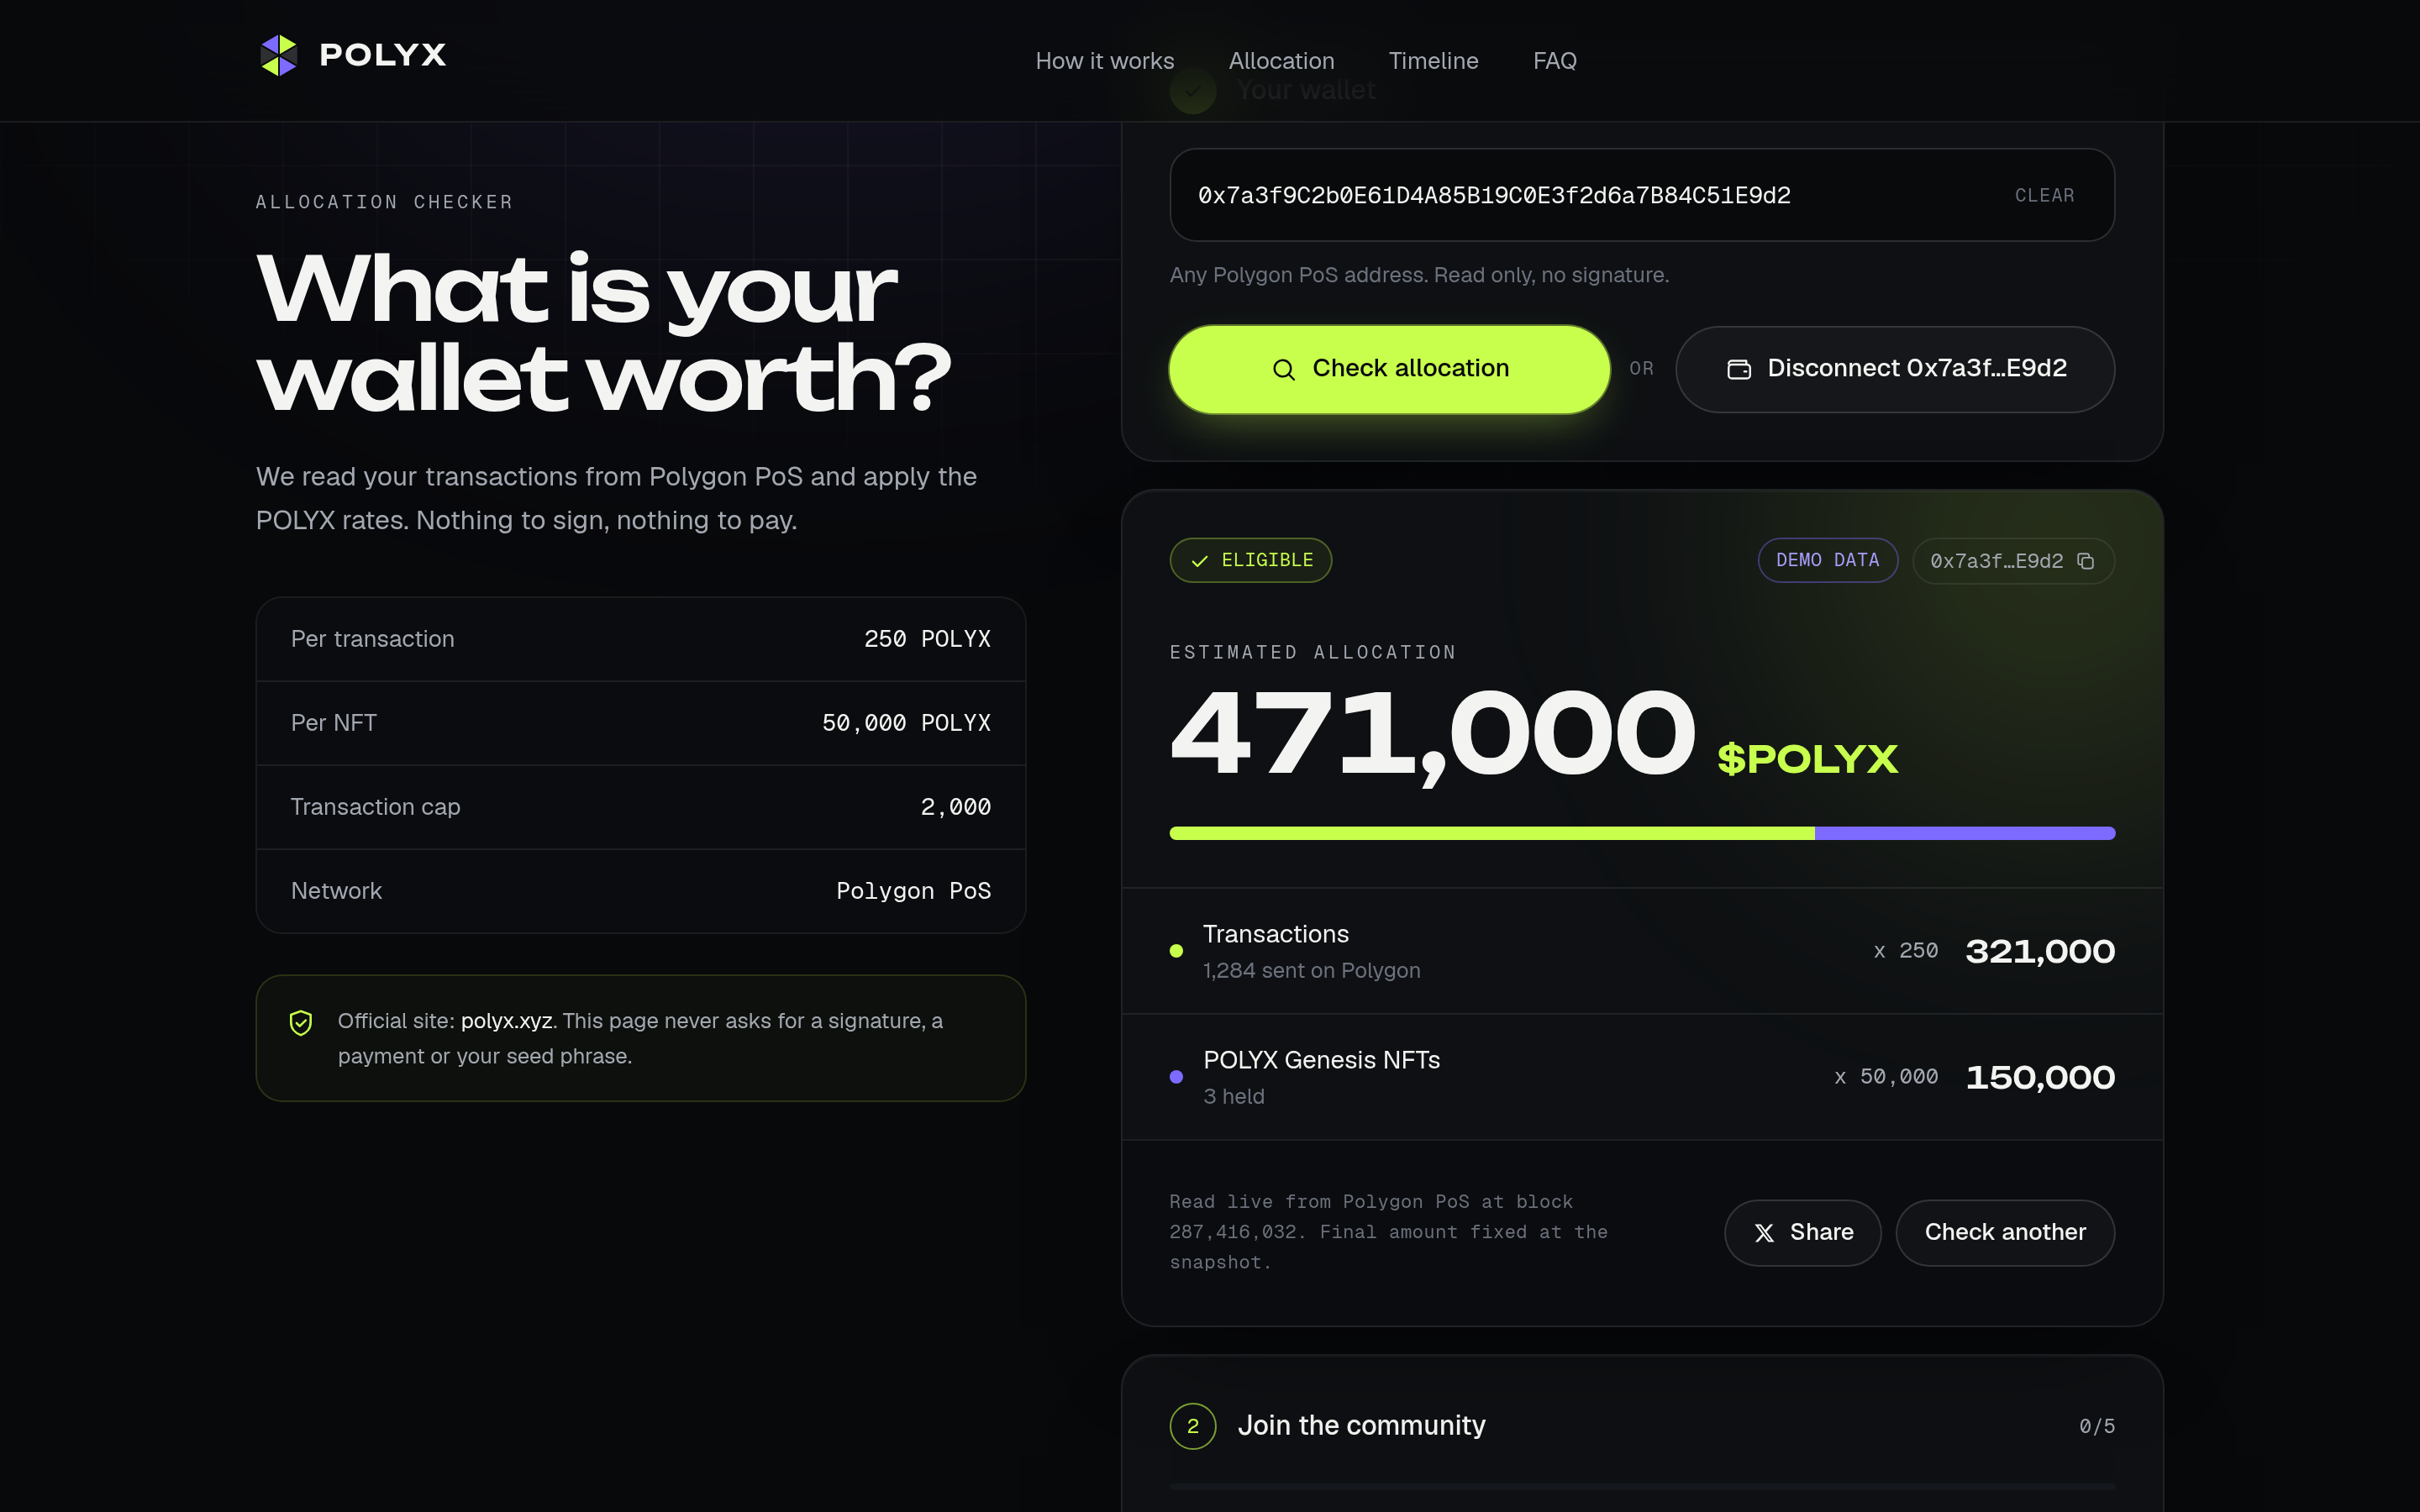 POLYX
How it works
Allocation
Timeline
FAQ
Your wallet
ALLOCATION CHECKER
What is your
wallet worth?
We read your transactions from Polygon PoS and apply the
POLYX rates. Nothing to sign, nothing to pay.
Per transaction
250 POLYX
Per NFT
50,000 POLYX
Transaction cap
2,000
Network
Polygon PoS
Official site: polyx.xyz. This page never asks for a signature, a
payment or your seed phrase.
0x7a3f9C2b0E61D4A85B19C0E3f2d6a7B84C51E9d2
CLEAR
Any Polygon PoS address. Read only, no signature.
Check allocation
OR
Disconnect 0x7a3f…E9d2
ELIGIBLE
DEMO DATA
0x7a3f…E9d2
ESTIMATED ALLOCATION
471,000 $POLYX
Transactions
1,284 sent on Polygon
x 250
321,000
POLYX Genesis NFTs
3 held
x 50,000
150,000
Read live from Polygon PoS at block
287,416,032. Final amount fixed at the
snapshot.
Share
Check another
2
Join the community
0/5